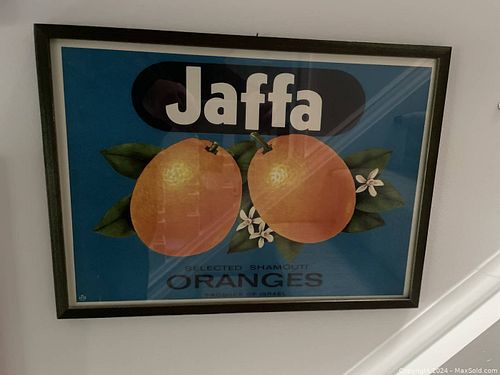 Jaffa
SELECTED SHAMOUTI
ORANGES
PRODUCE OF ISRAEL
Copyright 2024 - MaxSold.com